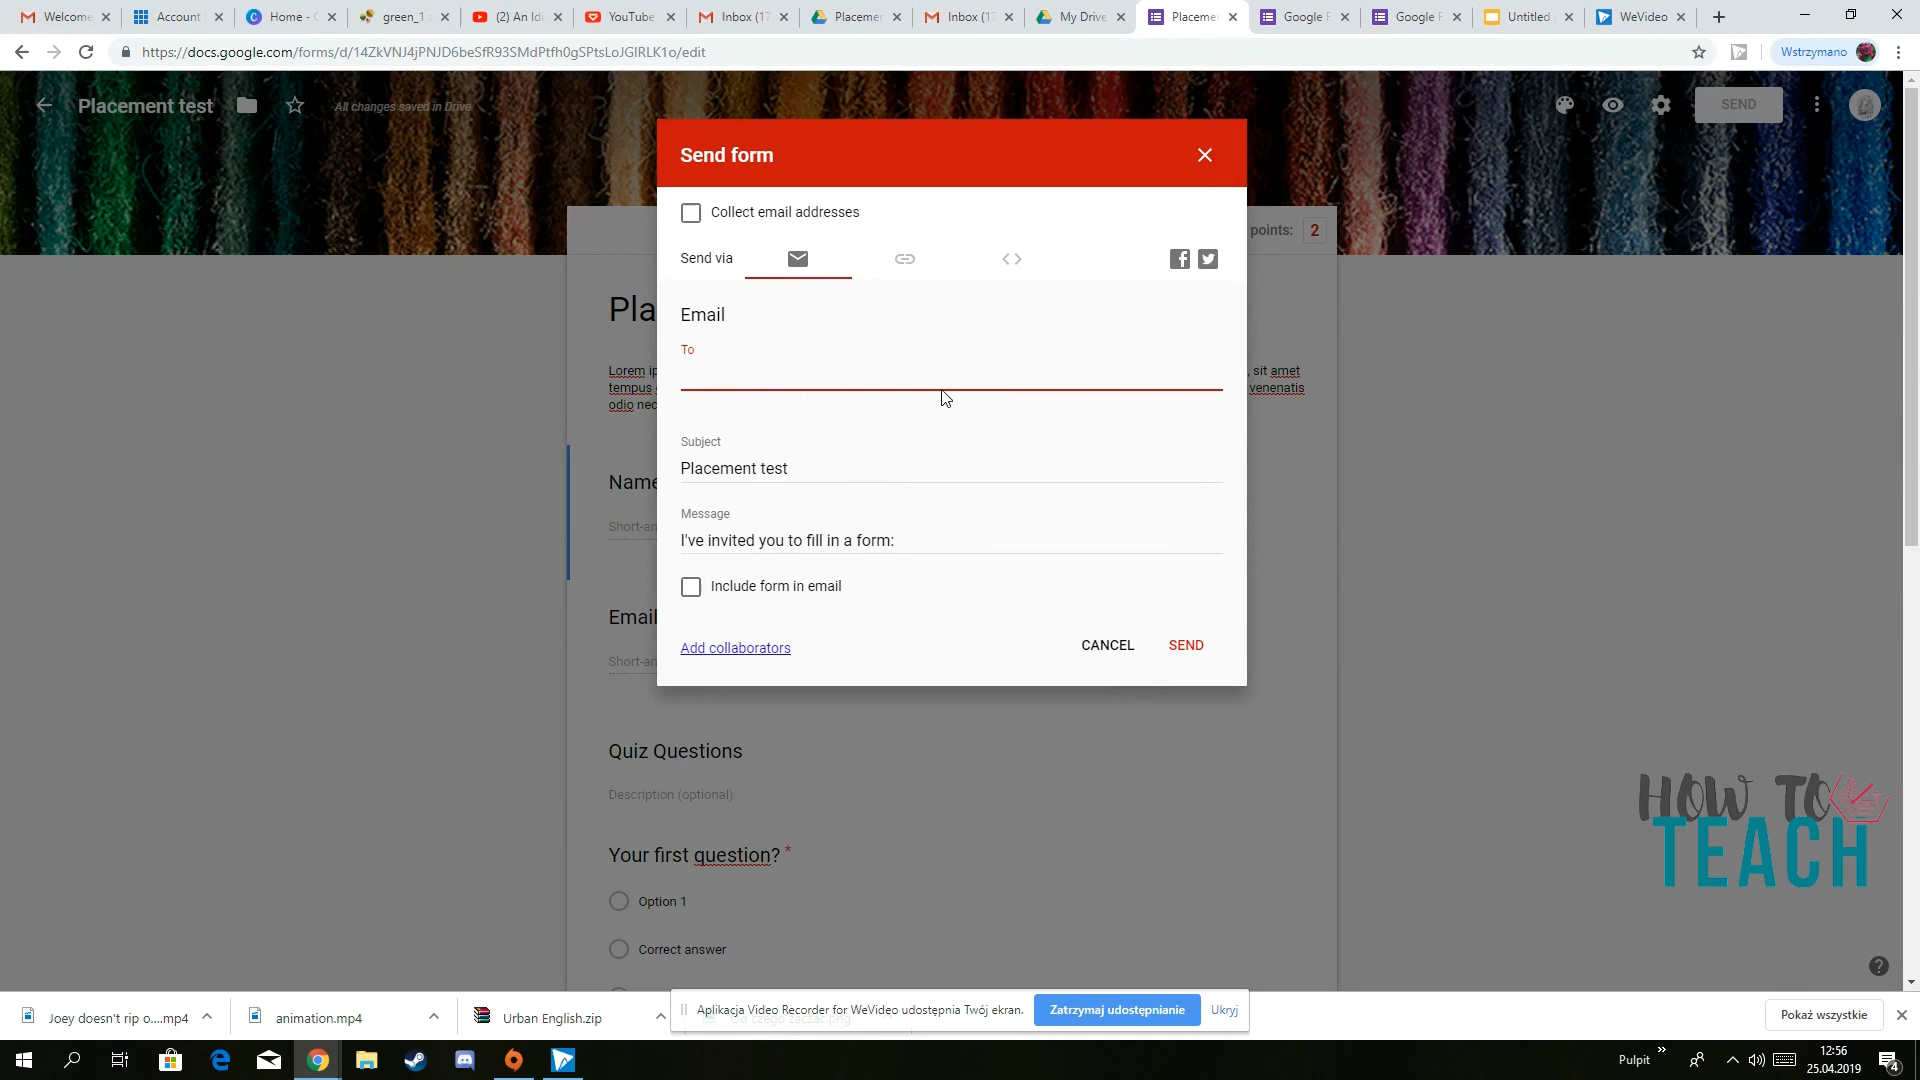 Welcome
Account
Home - C
green_1
(2) An Idi
YouTube
Inbox (17
Placemen
Inbox (17
My Drive
Placemen
Google F
Google F
Untitled
WeVideo
https://docs.google.com/forms/d/14ZkVNJ4jPNJD6beSfR93SMdPtfh0gSPtsLoJGIRLK1o/edit
Wstrzymano
Placement test
All changes saved in Drive
SEND
Send form
Collect email addresses
points: 2
Send via
Pla
Email
To
Lorem ip
, sit amet
tempus
venenatis
odio nec
Subject
Placement test
Name
Message
Short-an
I've invited you to fill in a form:
Include form in email
Email
Add collaborators
CANCEL
SEND
Short-an
Quiz Questions
Description (optional)
HOW TO
TEACH
Your first question? *
Option 1
Correct answer
Joey doesn't rip o....mp4
animation.mp4
Urban English.zip
Aplikacja Video Recorder for WeVideo udostępnia Twój ekran.
Zatrzymaj udostępnianie
Ukryj
Pokaż wszystkie
Pulpit
12:56
25.04.2019
4